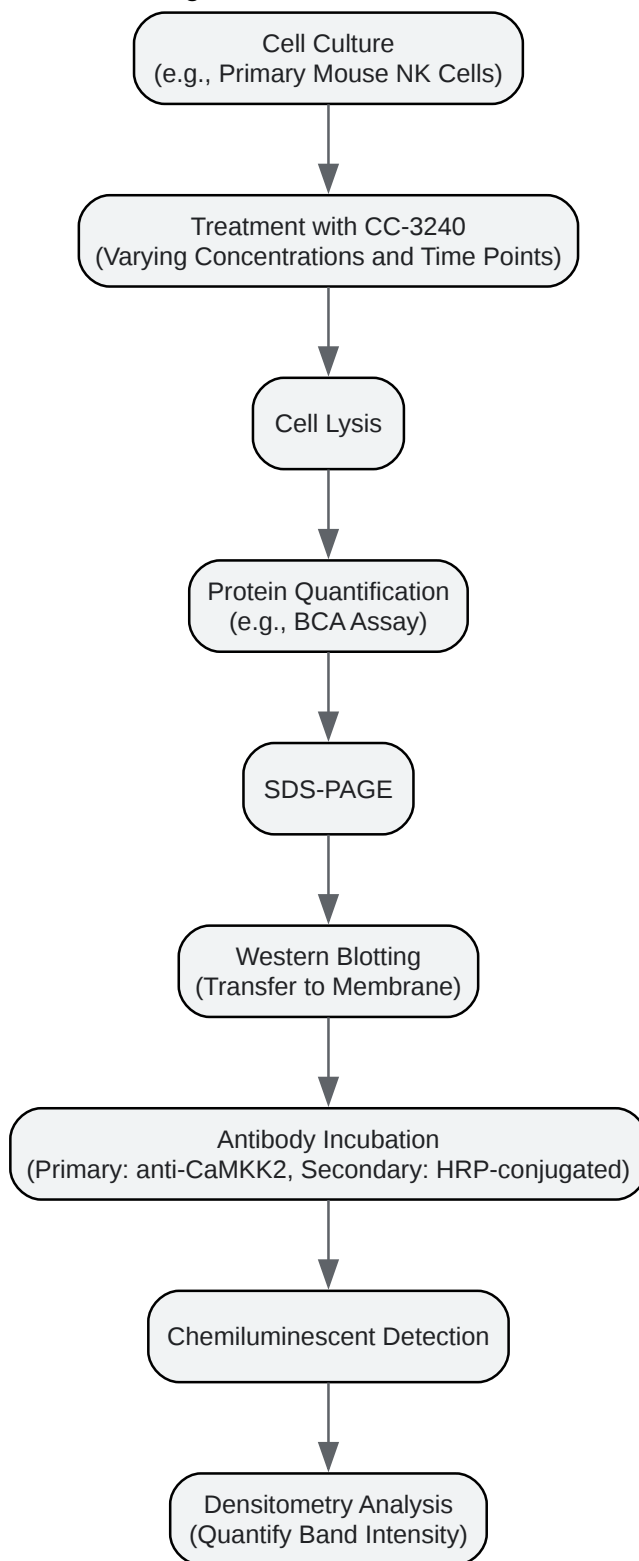 Cell Culture
(e.g., Primary Mouse NK Cells)
Treatment with CC-3240
(Varying Concentrations and Time Points)
Cell Lysis
Protein Quantification
(e.g., BCA Assay)
SDS-PAGE
Western Blotting
(Transfer to Membrane)
Antibody Incubation
(Primary: anti-CaMKK2, Secondary: HRP-conjugated)
Chemiluminescent Detection
Densitometry Analysis
(Quantify Band Intensity)